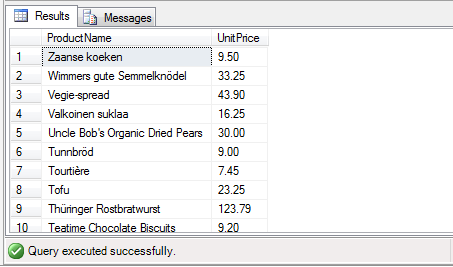 Results Messages
ProductName UnitPrice
1 Zaanse koeken 9.50
2 Wimmers gute Semmelknödel 33.25
3 Vegie-spread 43.90
4 Valkoinen suklaa 16.25
5 Uncle Bob's Organic Dried Pears 30.00
6 Tunnbröd 9.00
7 Tourtière 7.45
8 Tofu 23.25
9 Thüringer Rostbratwurst 123.79
10 Teatime Chocolate Biscuits 9.20
Query executed successfully.